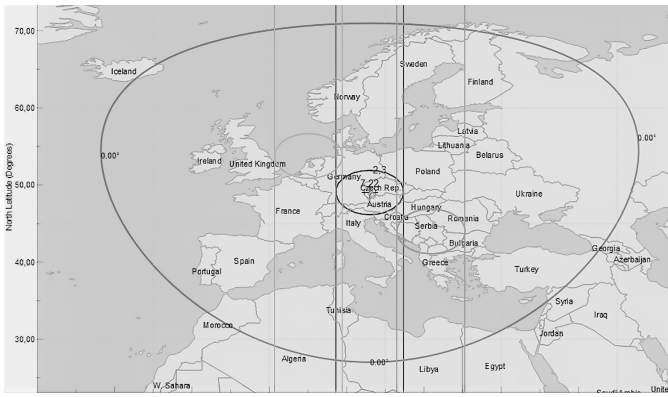 70,00
60,00
50,00
40,00
30,00
North Latitude (Degrees)
Iceland
Sweden
Finland
Norway
Latvia
Lithuania
Belarus
0.00°
0.00°
Ireland
United Kingdom
Germany
-2,3
Poland
Czech Rep.
Ukraine
Austria
France
Hungary
Italy
Croatia
Romania
Serbia
Bulgaria
Georgia
Azerbaijan
Portugal
Spain
Greece
Turkey
Syria
Iraq
Tunisia
Morocco
Jordan
Algeria
0.00°
Libya
Egypt
W. Sahara
Saudi Arabia